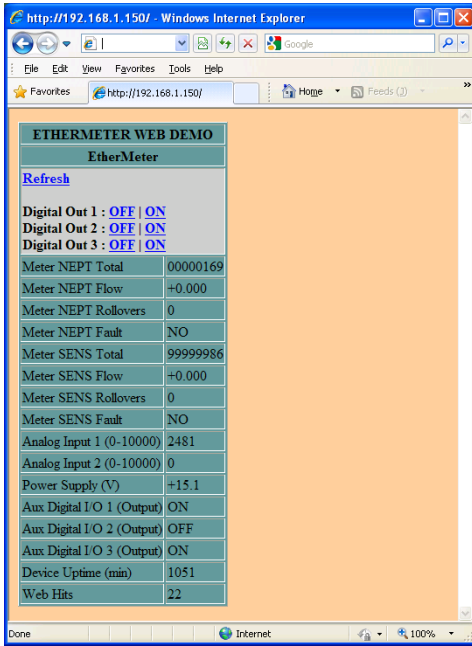 http://192.168.1.150/ - Windows Internet Explorer
Google
File Edit View Favorites Tools Help
Favorites http://192.168.1.150/ Home Feeds (J) »
ETHERMETER WEB DEMO
EtherMeter
Refresh
Digital Out 1 : OFF | ON
Digital Out 2 : OFF | ON
Digital Out 3 : OFF | ON
Meter NEPT Total 00000169
Meter NEPT Flow +0.000
Meter NEPT Rollovers 0
Meter NEPT Fault NO
Meter SENS Total 99999986
Meter SENS Flow +0.000
Meter SENS Rollovers 0
Meter SENS Fault NO
Analog Input 1 (0-10000) 2481
Analog Input 2 (0-10000) 0
Power Supply (V) +15.1
Aux Digital I/O 1 (Output) ON
Aux Digital I/O 2 (Output) OFF
Aux Digital I/O 3 (Output) ON
Device Uptime (min) 1051
Web Hits 22
Done Internet 100%